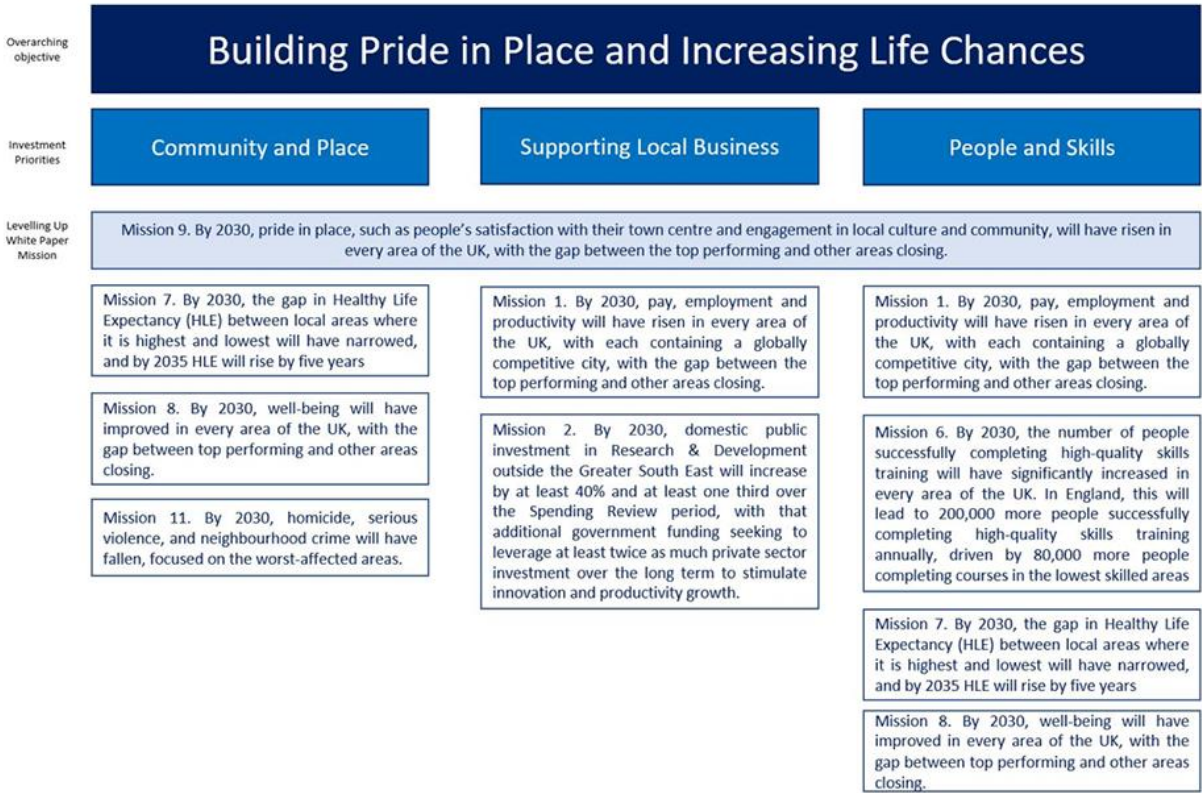 Overarching
objective
Building Pride in Place and Increasing Life Chances
Investment
Priorities
Community and Place
Supporting Local Business
People and Skills
Levelling Up
White Paper
Mission
Mission 9. By 2030, pride in place, such as people's satisfaction with their town centre and engagement in local culture and community, will have risen in
every area of the UK, with the gap between the top performing and other areas closing.
Mission 7. By 2030, the gap in Healthy Life
Expectancy (HLE) between local areas where
it is highest and lowest will have narrowed,
and by 2035 HLE will rise by five years
Mission 8. By 2030, well-being will have
improved in every area of the UK, with the
gap between top performing and other areas
closing.
Mission 11. By 2030, homicide, serious
violence, and neighbourhood crime will have
fallen, focused on the worst-affected areas.
Mission 1. By 2030, pay, employment and
productivity will have risen in every area of
the UK, with each containing a globally
competitive city, with the gap between the
top performing and other areas closing.
Mission 2. By 2030, domestic public
investment in Research & Development
outside the Greater South East will increase
by at least 40% and at least one third over
the Spending Review period, with that
additional government funding seeking to
leverage at least twice as much private sector
investment over the long term to stimulate
innovation and productivity growth.
Mission 1. By 2030, pay, employment and
productivity will have risen in every area of
the UK, with each containing a globally
competitive city, with the gap between the
top performing and other areas closing.
Mission 6. By 2030, the number of people
successfully completing high-quality skills
training will have significantly increased in
every area of the UK. In England, this will
lead to 200,000 more people successfully
completing high-quality skills training
annually, driven by 80,000 more people
completing courses in the lowest skilled areas
Mission 7. By 2030, the gap in Healthy Life
Expectancy (HLE) between local areas where
it is highest and lowest will have narrowed,
and by 2035 HLE will rise by five years
Mission 8. By 2030, well-being will have
improved in every area of the UK, with the
gap between top performing and other areas
closing.